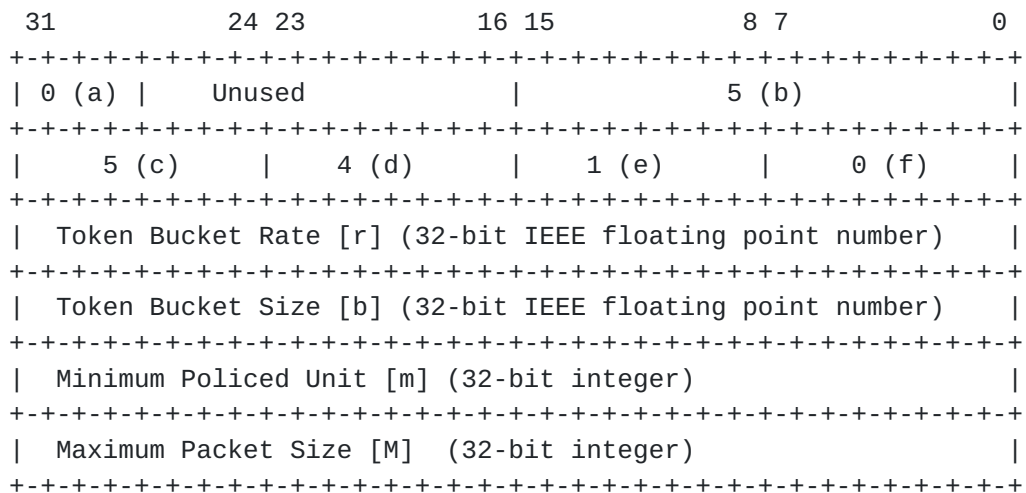 31 24 23 16 15 8 7 0
+-+-+-+-+-+-+-+-+-+-+-+-+-+-+-+-+-+-+-+-+-+-+-+-+-+-+-+-+-+-+-+-+
| 0 (a) | Unused | 5 (b) |
+-+-+-+-+-+-+-+-+-+-+-+-+-+-+-+-+-+-+-+-+-+-+-+-+-+-+-+-+-+-+-+-+
| 5 (c) | 4 (d) | 1 (e) | 0 (f) |
+-+-+-+-+-+-+-+-+-+-+-+-+-+-+-+-+-+-+-+-+-+-+-+-+-+-+-+-+-+-+-+-+
| Token Bucket Rate [r] (32-bit IEEE floating point number) |
+-+-+-+-+-+-+-+-+-+-+-+-+-+-+-+-+-+-+-+-+-+-+-+-+-+-+-+-+-+-+-+-+
| Token Bucket Size [b] (32-bit IEEE floating point number) |
+-+-+-+-+-+-+-+-+-+-+-+-+-+-+-+-+-+-+-+-+-+-+-+-+-+-+-+-+-+-+-+-+
| Minimum Policed Unit [m] (32-bit integer) |
+-+-+-+-+-+-+-+-+-+-+-+-+-+-+-+-+-+-+-+-+-+-+-+-+-+-+-+-+-+-+-+-+
| Maximum Packet Size [M] (32-bit integer) |
+-+-+-+-+-+-+-+-+-+-+-+-+-+-+-+-+-+-+-+-+-+-+-+-+-+-+-+-+-+-+-+-+